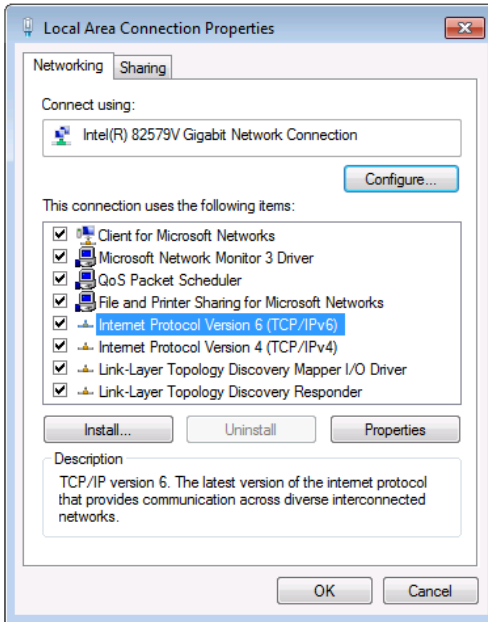 Local Area Connection Properties
Networking
Sharing
Connect using:
Intel(R) 82579V Gigabit Network Connection
Configure...
This connection uses the following items:
Client for Microsoft Networks
Microsoft Network Monitor 3 Driver
QoS Packet Scheduler
File and Printer Sharing for Microsoft Networks
Internet Protocol Version 6 (TCP/IPv6)
Internet Protocol Version 4 (TCP/IPv4)
Link-Layer Topology Discovery Mapper I/O Driver
Link-Layer Topology Discovery Responder
Install...
Uninstall
Properties
Description
TCP/IP version 6. The latest version of the internet protocol
that provides communication across diverse interconnected
networks.
OK
Cancel